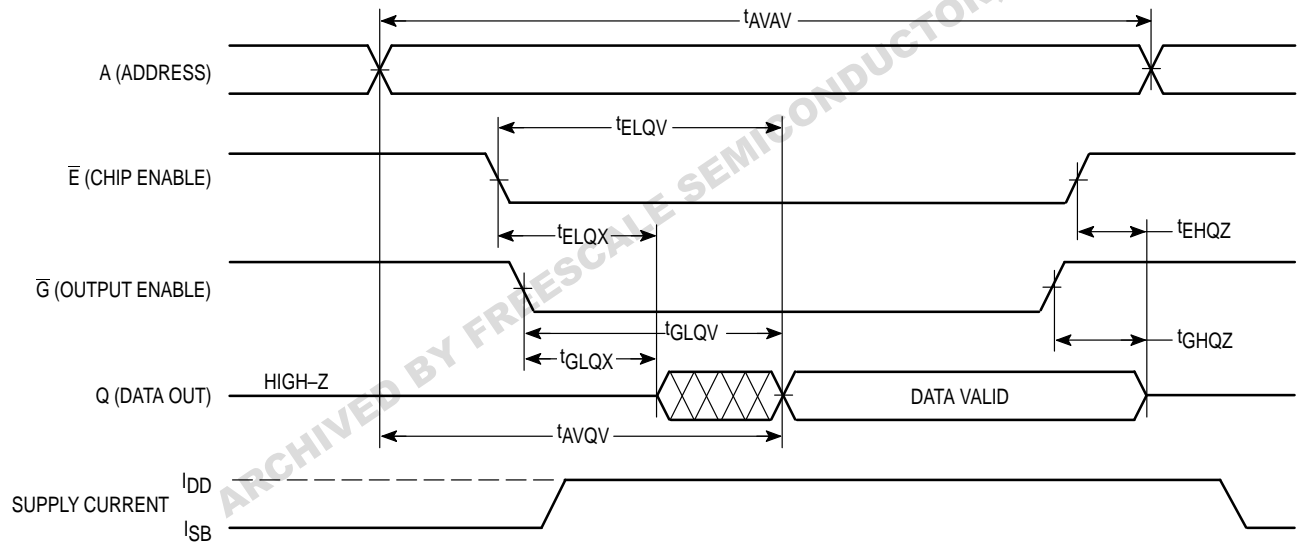 tAVAV
A (ADDRESS)
tELQV
E (CHIP ENABLE)
tELQX
tEHQZ
G (OUTPUT ENABLE)
tGLQV
tGHQZ
tGLQX
HIGH–Z
Q (DATA OUT)
DATA VALID
tAVQV
IDD
SUPPLY CURRENT
ISB
ARCHIVED BY FREESCALE SEMICONDUCTOR,